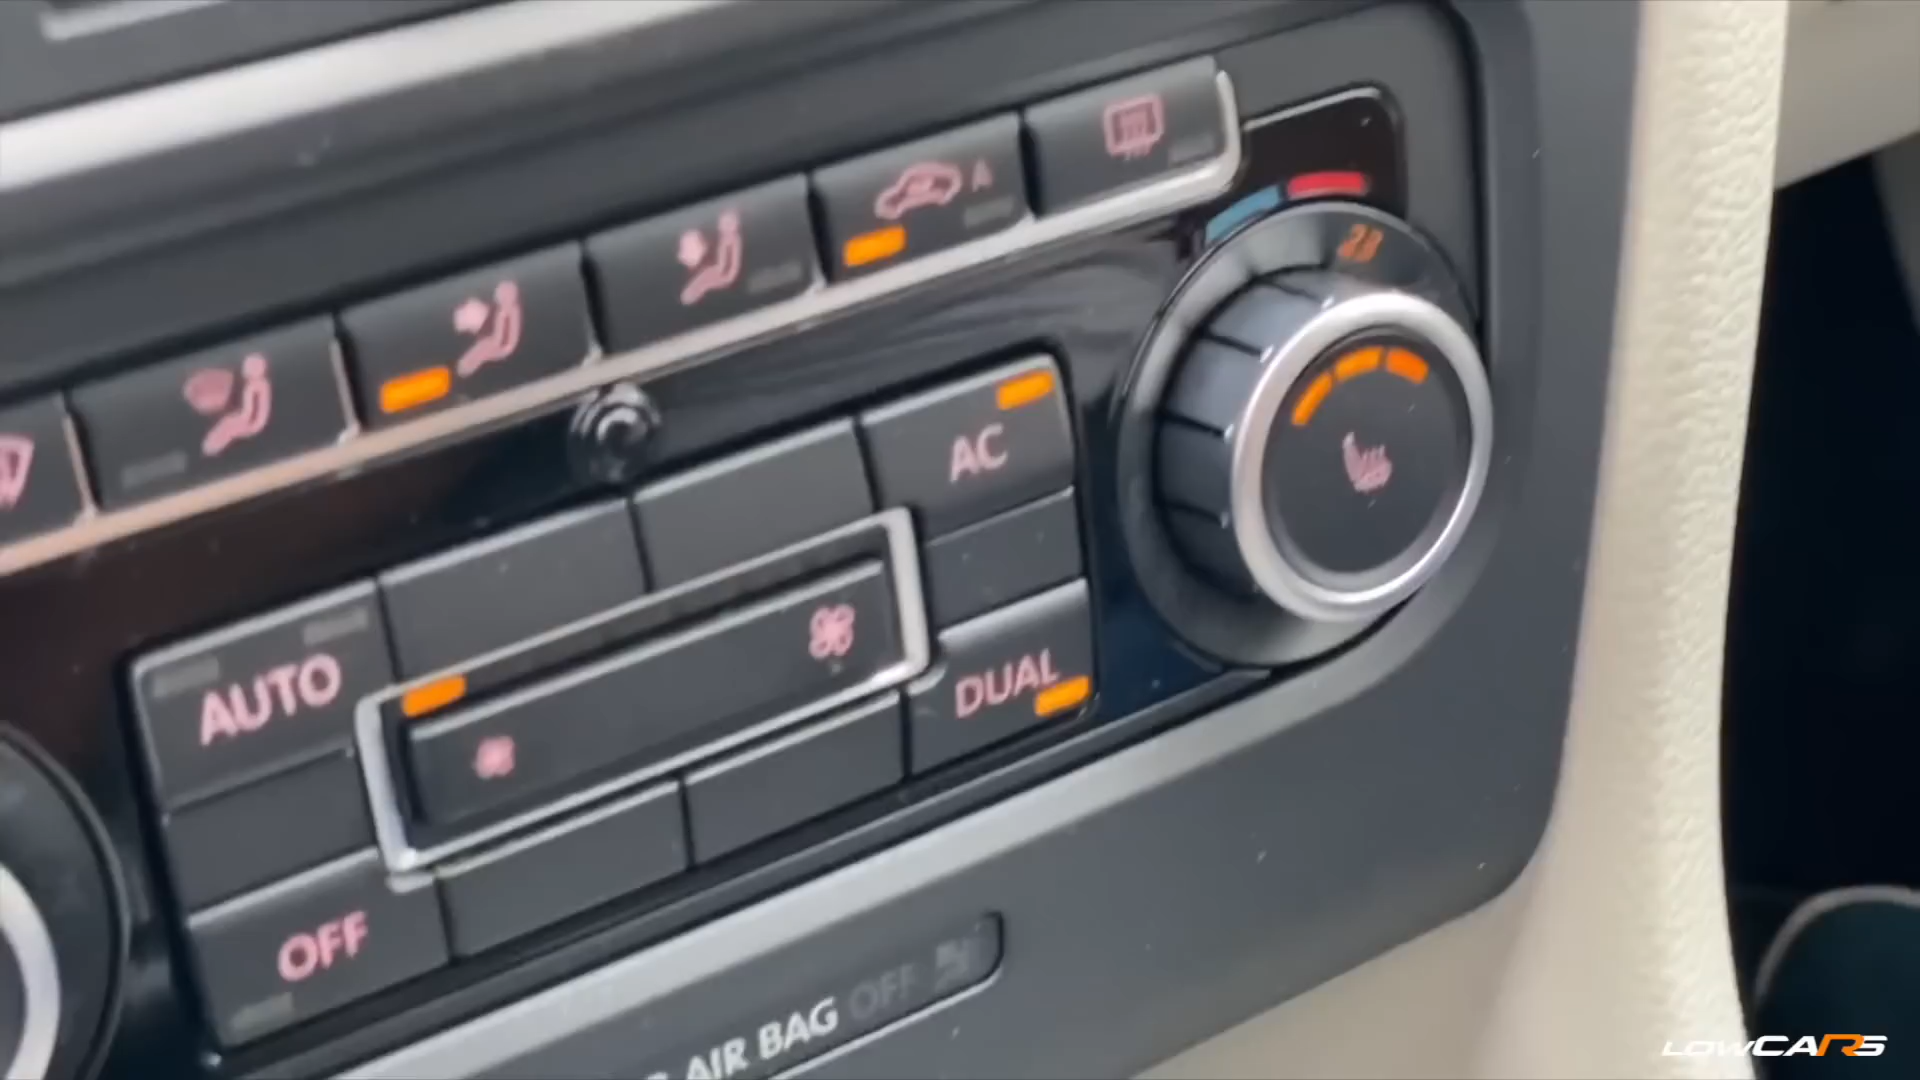 A
AC
AUTO
DUAL
OFF
AIR BAG OFF
LOWCARS